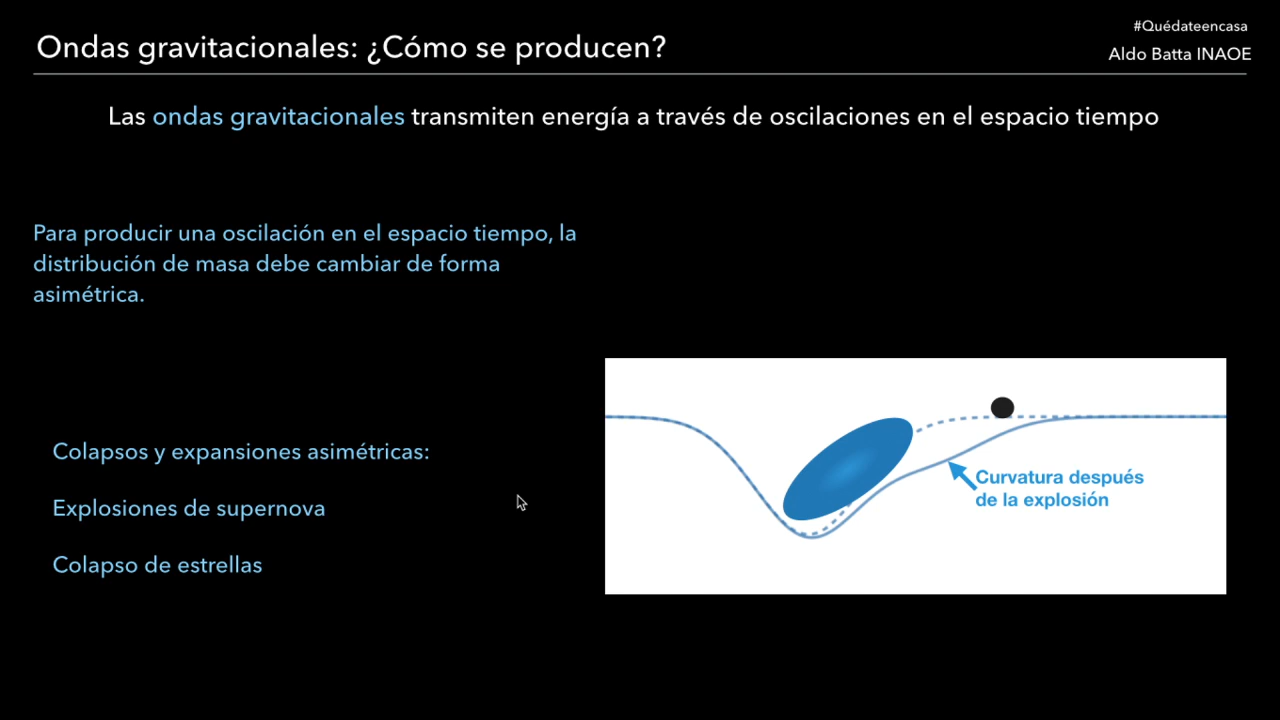 Ondas gravitacionales: ¿Cómo se producen?
#Quédateencasa
Aldo Batta INAOE
Las ondas gravitacionales transmiten energía a través de oscilaciones en el espacio tiempo
Para producir una oscilación en el espacio tiempo, la
distribución de masa debe cambiar de forma
asimétrica.
Colapsos y expansiones asimétricas:
Explosiones de supernova
Colapso de estrellas
Curvatura después
de la explosión